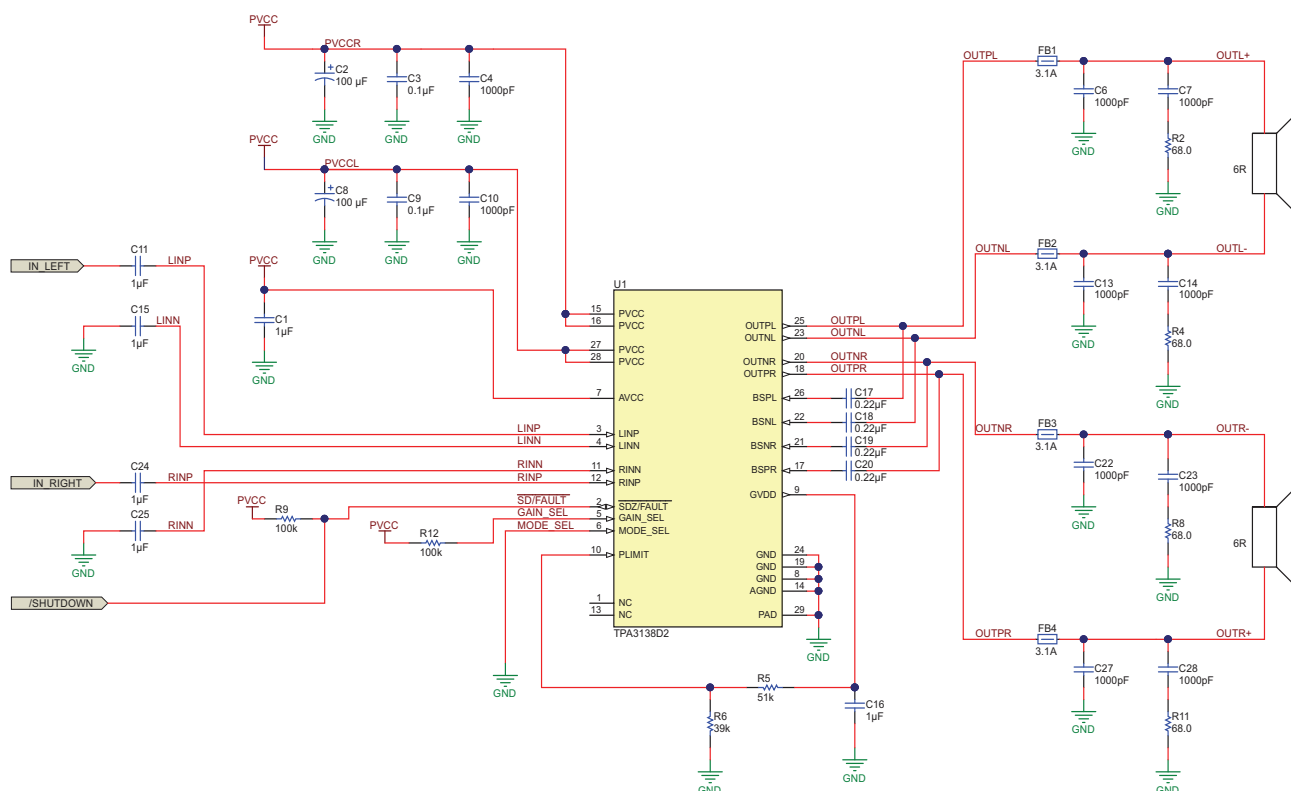 PVCC
PVCCR
C2
100 µF
C3
0.1µF
C4
1000pF
GND
GND
GND
PVCC
PVCCL
C8
100 µF
C9
0.1µF
C10
1000pF
GND
GND
GND
IN_LEFT
C11
1µF
LINP
C15
1µF
LINN
GND
PVCC
C1
1µF
GND
IN_RIGHT
C24
1µF
RINP
C25
1µF
RINN
GND
PVCC
R9
100k
PVCC
R12
100k
/SHUTDOWN
LINP
LINN
RINN
RINP
SD/FAULT
GAIN_SEL
MODE_SEL
GND
U1
15 PVCC
16 PVCC
27 PVCC
28 PVCC
7 AVCC
3 LINP
4 LINN
11 RINN
12 RINP
2 SDZ/FAULT
5 GAIN_SEL
6 MODE_SEL
10 PLIMIT
1 NC
13 NC
TPA3138D2
OUTPL 25 OUTPL
OUTNL 23 OUTNL
OUTNR 20 OUTNR
OUTPR 18 OUTPR
BSPL 26
BSNL 22
BSNR 21
BSPR 17
GVDD 9
GND 24
GND 19
GND 8
AGND 14
PAD 29
GND
C17
0.22µF
C18
0.22µF
C19
0.22µF
C20
0.22µF
R5
51k
R6
39k
GND
C16
1µF
GND
OUTPL
FB1
3.1A
OUTL+
C6
1000pF
GND
C7
1000pF
R2
68.0
GND
6R
OUTNL
FB2
3.1A
OUTL-
C13
1000pF
GND
C14
1000pF
R4
68.0
GND
OUTNR
FB3
3.1A
OUTR-
C22
1000pF
GND
C23
1000pF
R8
68.0
GND
6R
OUTPR
FB4
3.1A
OUTR+
C27
1000pF
GND
C28
1000pF
R11
68.0
GND